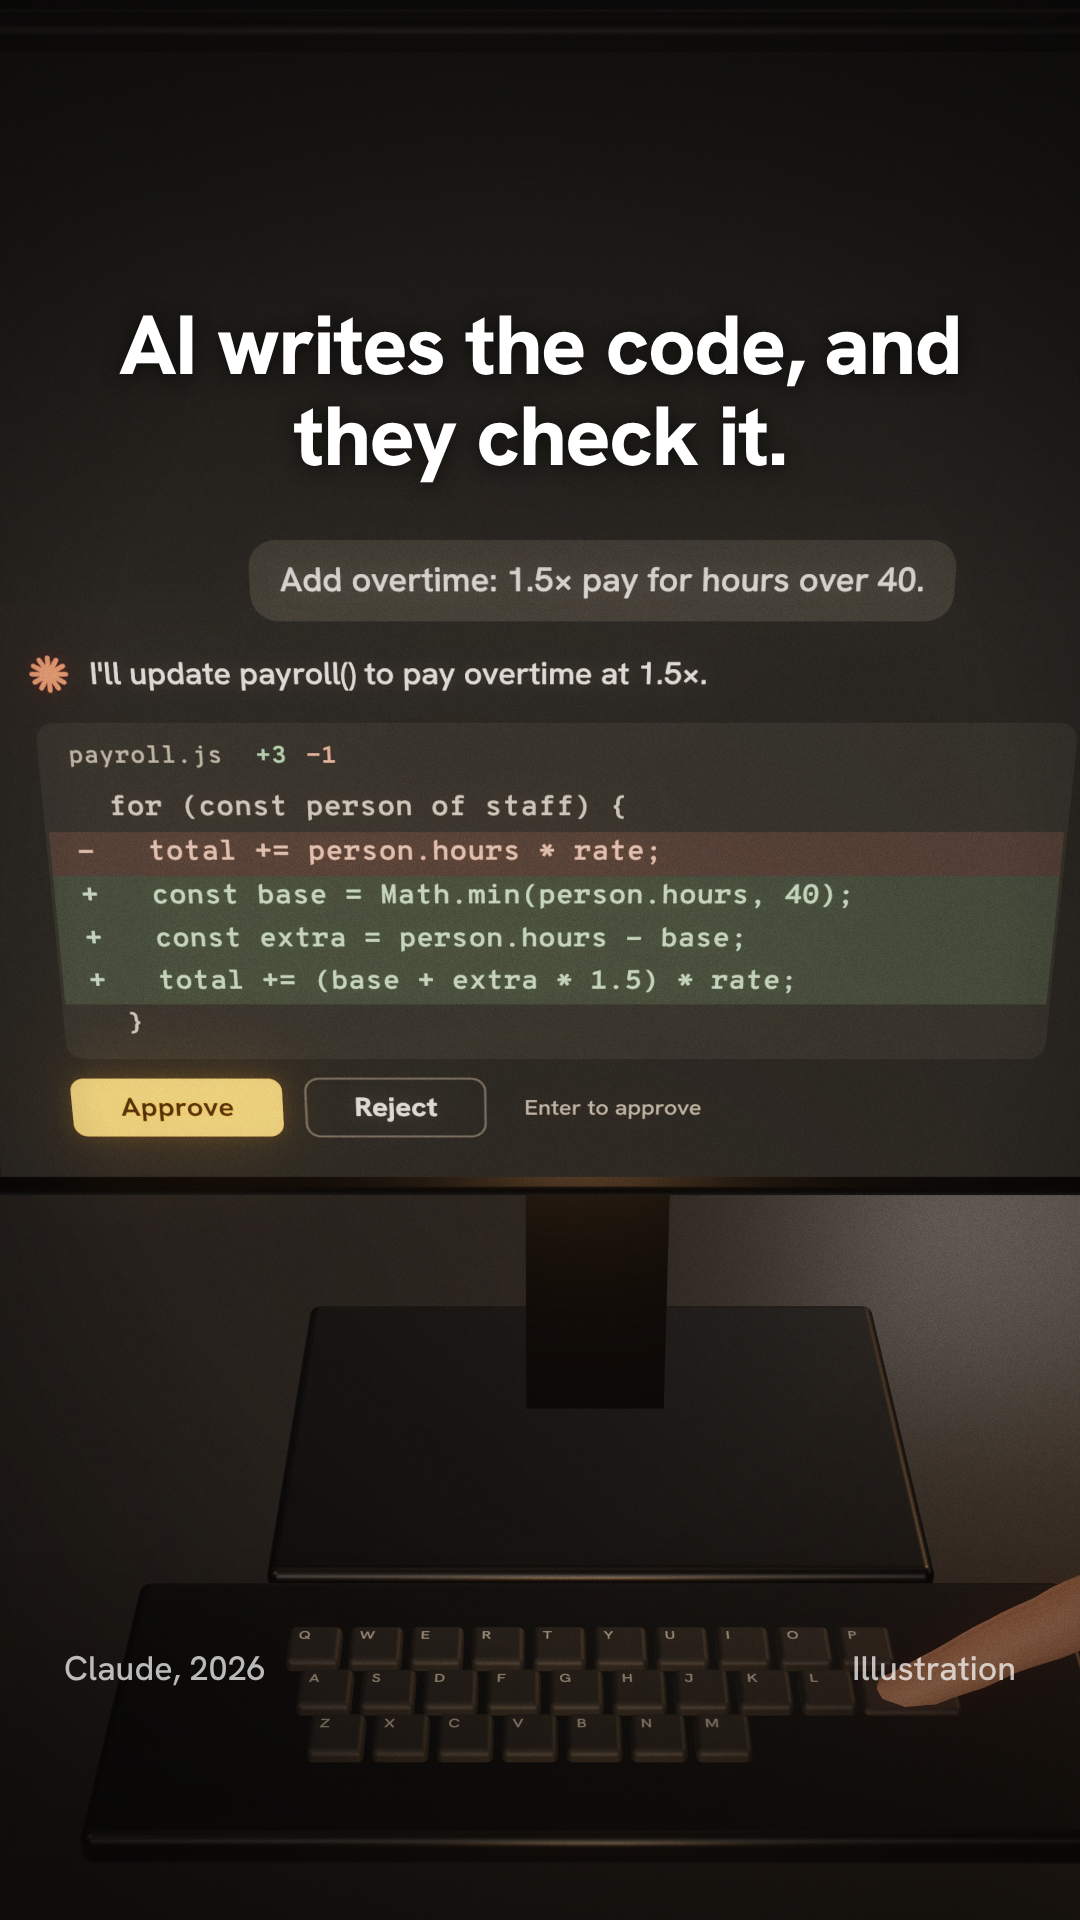 AI writes the code, and
they check it.
Add overtime: 1.5× pay for hours over 40.
I'll update payroll() to pay overtime at 1.5×.
payroll.js +3 −1
for (const person of staff) {
− total += person.hours * rate;
+ const base = Math.min(person.hours, 40);
+ const extra = person.hours − base;
+ total += (base + extra * 1.5) * rate;
}
Approve Reject Enter to approve
Q W E R T Y U I O P
Claude, 2026 Illustration
A S D F G H J K L
Z X C V B N M